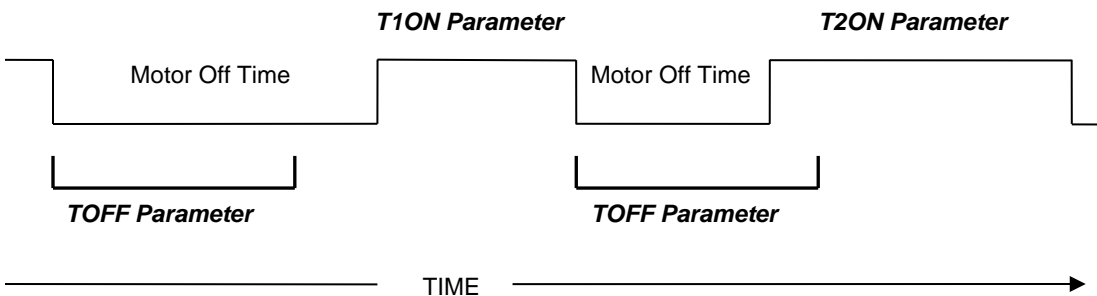 T1ON Parameter
T2ON Parameter
Motor Off Time
Motor Off Time
TOFF Parameter
TOFF Parameter
TIME